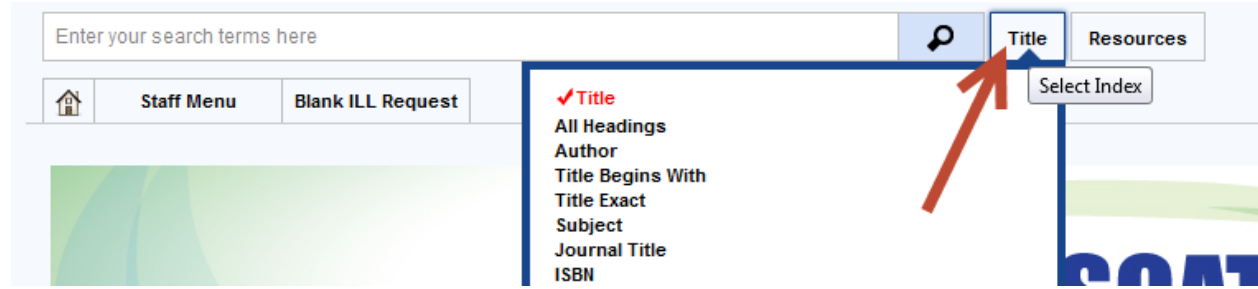 Enter your search terms here Title Resources
Select Index
Staff Menu Blank ILL Request
Title
All Headings
Author
Title Begins With
Title Exact
Subject
Journal Title
ISBN